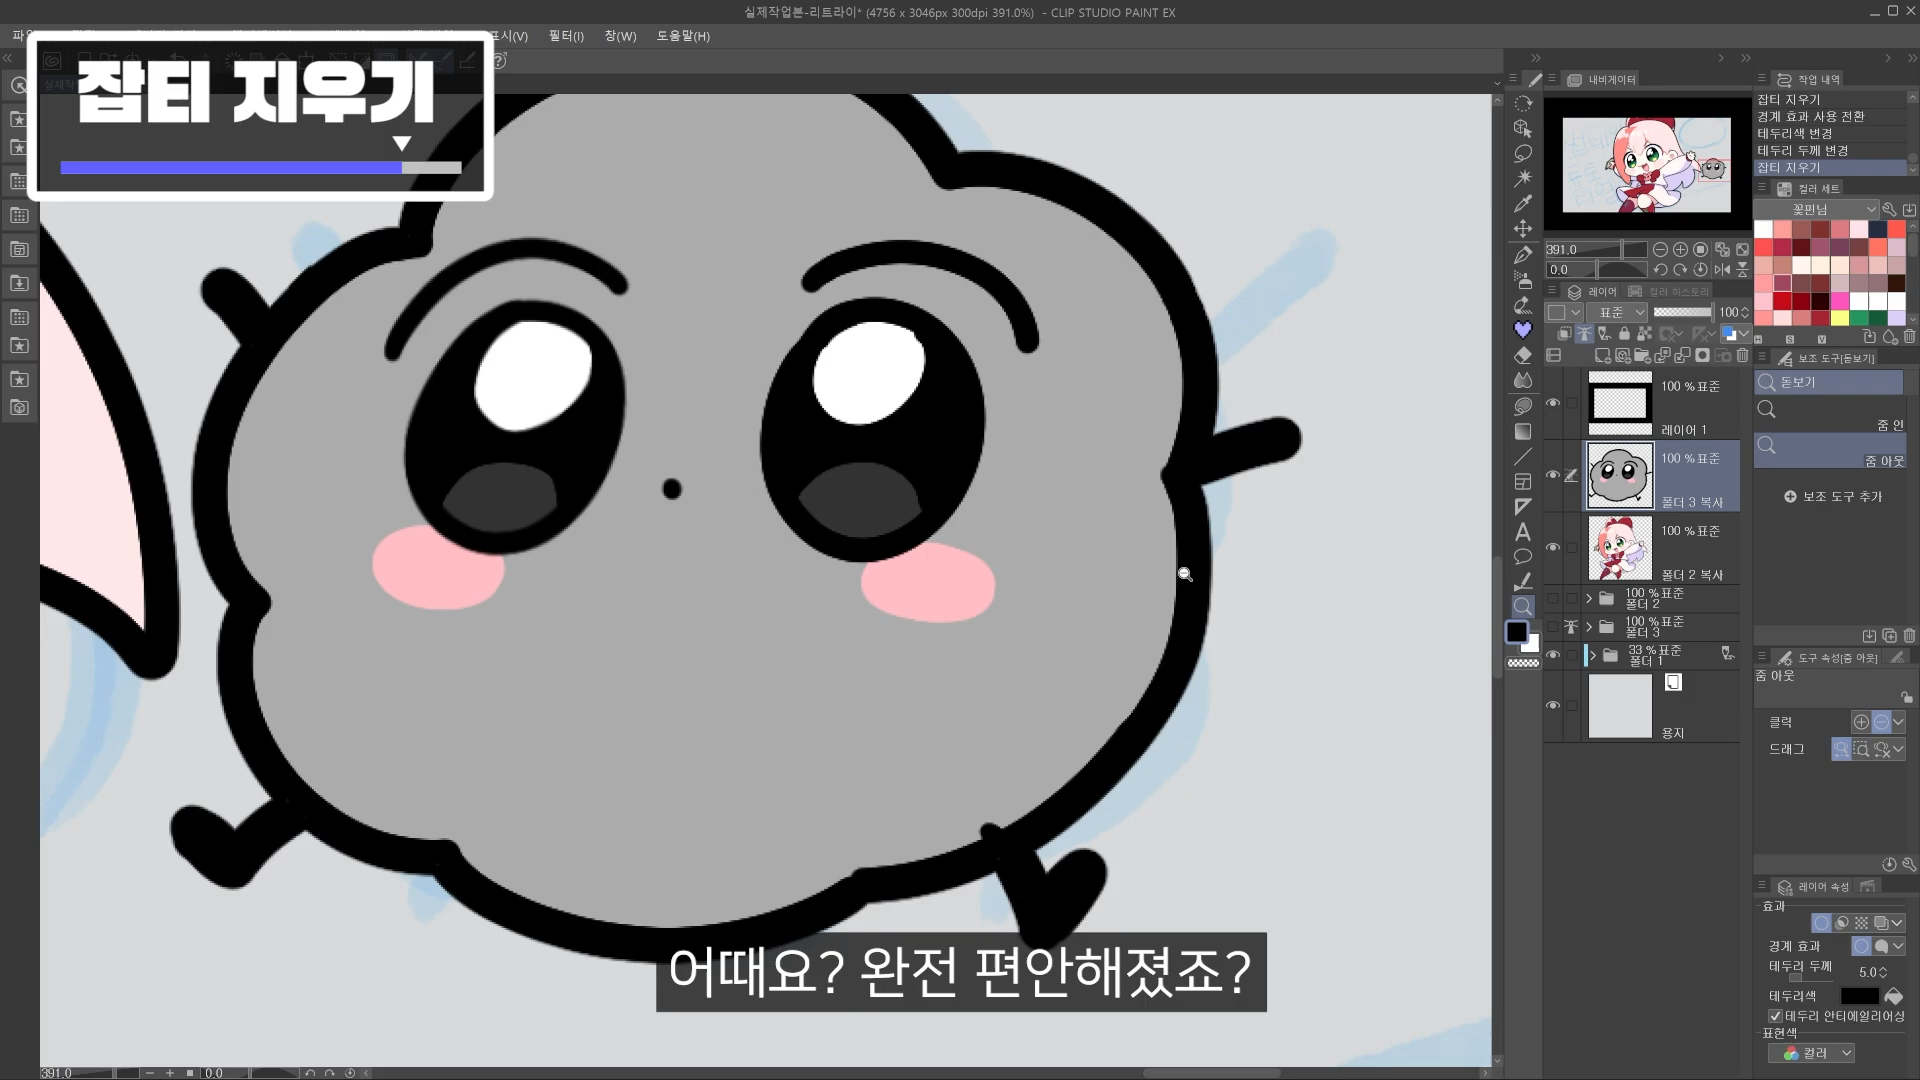 실제작업본-리트라이* (4756 x 3046px 300dpi 391.0%) - CLIP STUDIO PAINT EX
표시(V) 필터(I) 창(W) 도움말(H)
잡티 지우기
내비게이터
391.0
0.0
레이어 컬러 히스토리
표준 100
100 %표준
레이어 1
100 %표준
폴더 3 복사
100 %표준
폴더 2 복사
100 %표준
폴더 2
100 %표준
폴더 3
33 %표준
폴더 1
용지
작업 내역
잡티 지우기
경계 효과 사용 전환
테두리색 변경
테두리 두께 변경
잡티 지우기
컬러 세트
꽃핀님
H S V
보조 도구[돋보기]
돋보기
줌 인
줌 아웃
보조 도구 추가
도구 속성[줌 아웃]
줌 아웃
클릭
드래그
레이어 속성
효과
경계 효과
테두리 두께 5.0
테두리색
테두리 안티에일리어싱
표현색
컬러
어때요? 완전 편안해졌죠?
391.0 0.0